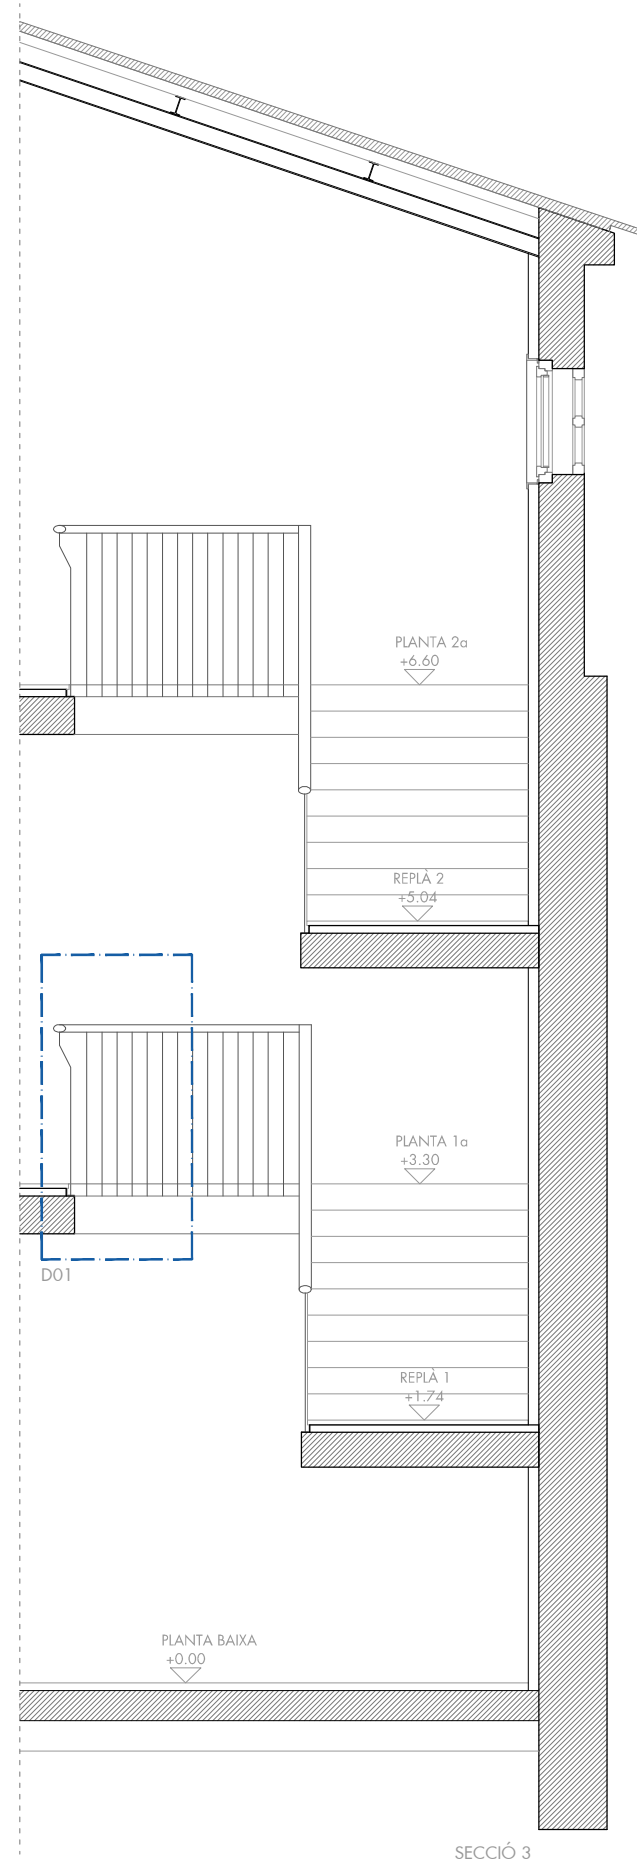 PLANTA 2a
+6.60
REPLÀ 2
+5.04
PLANTA 1a
+3.30
D01
REPLÀ 1
+1.74
PLANTA BAIXA
+0.00
SECCIÓ 3